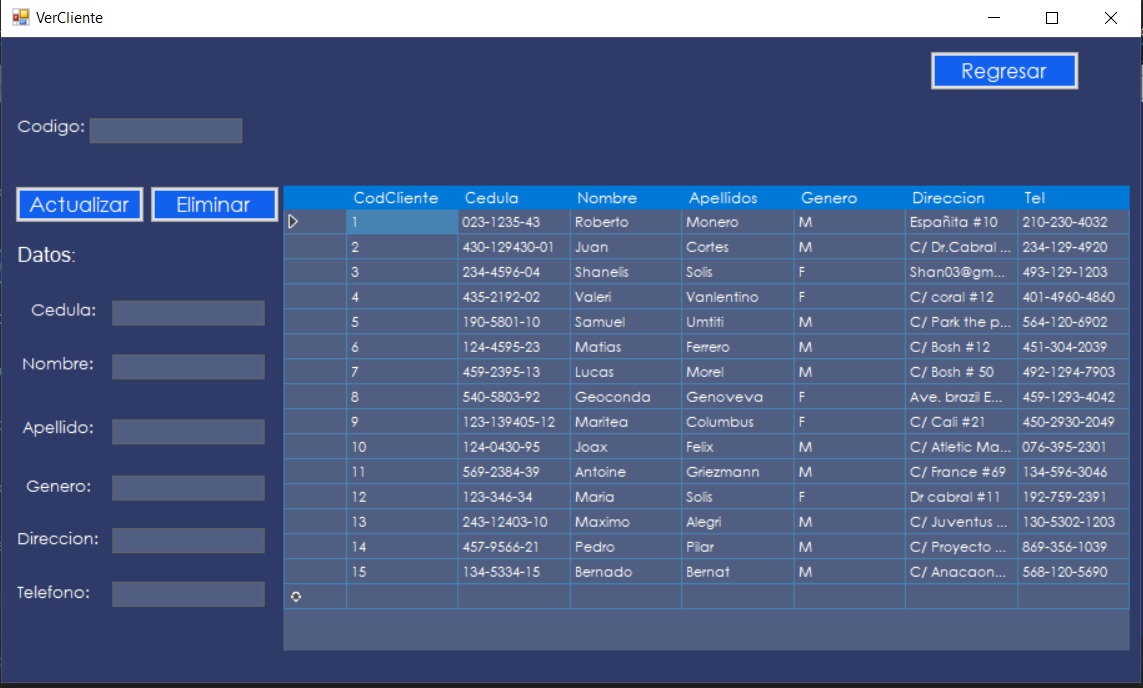 VerCliente
Regresar
Codigo:
Actualizar Eliminar
Datos:
Cedula:
Nombre:
Apellido:
Genero:
Direccion:
Telefono:
CodCliente Cedula Nombre Apellidos Genero Direccion Tel
1 023-1235-43 Roberto Monero M Españita #10 210-230-4032
2 430-129430-01 Juan Cortes M C/ Dr.Cabral ... 234-129-4920
3 234-4596-04 Shanelis Solis F Shan03@gm... 493-129-1203
4 435-2192-02 Valeri Vanlentino F C/ coral #12 401-4960-4860
5 190-5801-10 Samuel Umtiti M C/ Park the p... 564-120-6902
6 124-4595-23 Matias Ferrero M C/ Bosh #12 451-304-2039
7 459-2395-13 Lucas Morel M C/ Bosh # 50 492-1294-7903
8 540-5803-92 Geoconda Genoveva F Ave. brazil E... 459-1293-4042
9 123-139405-12 Maritea Columbus F C/ Cali #21 450-2930-2049
10 124-0430-95 Joax Felix M C/ Atletic Ma... 076-395-2301
11 569-2384-39 Antoine Griezmann M C/ France #69 134-596-3046
12 123-346-34 Maria Solis F Dr cabral #11 192-759-2391
13 243-12403-10 Maximo Alegri M C/ Juventus ... 130-5302-1203
14 457-9566-21 Pedro Pilar M C/ Proyecto ... 869-356-1039
15 134-5334-15 Bernado Bernat M C/ Anacaon... 568-120-5690